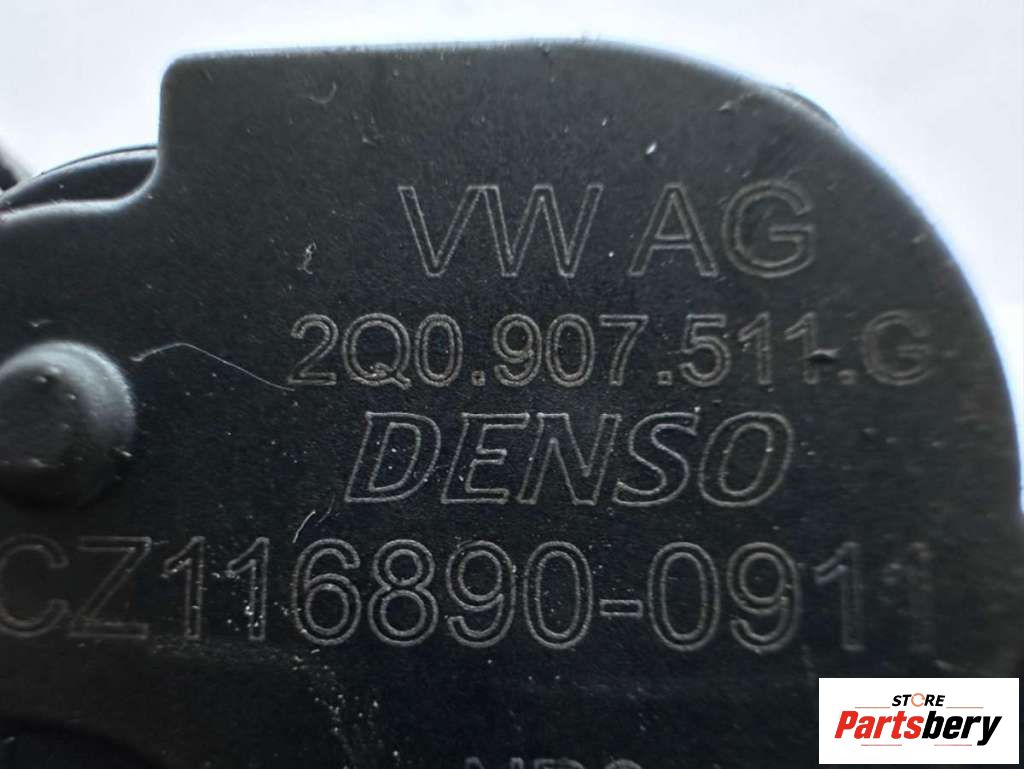 VW AG
2Q0.907.511.G
DENSO
CZ116890-0911
STORE
Partsbery